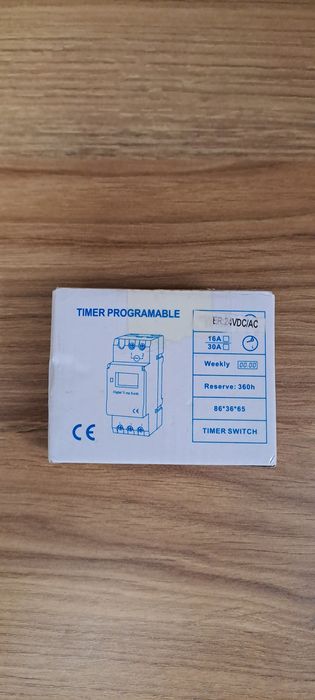 TIMER PROGRAMABLE
ER:24VDC/AC
16A
30A
Weekly 00:00
Reserve: 360h
86*36*65
TIMER SWITCH
CE